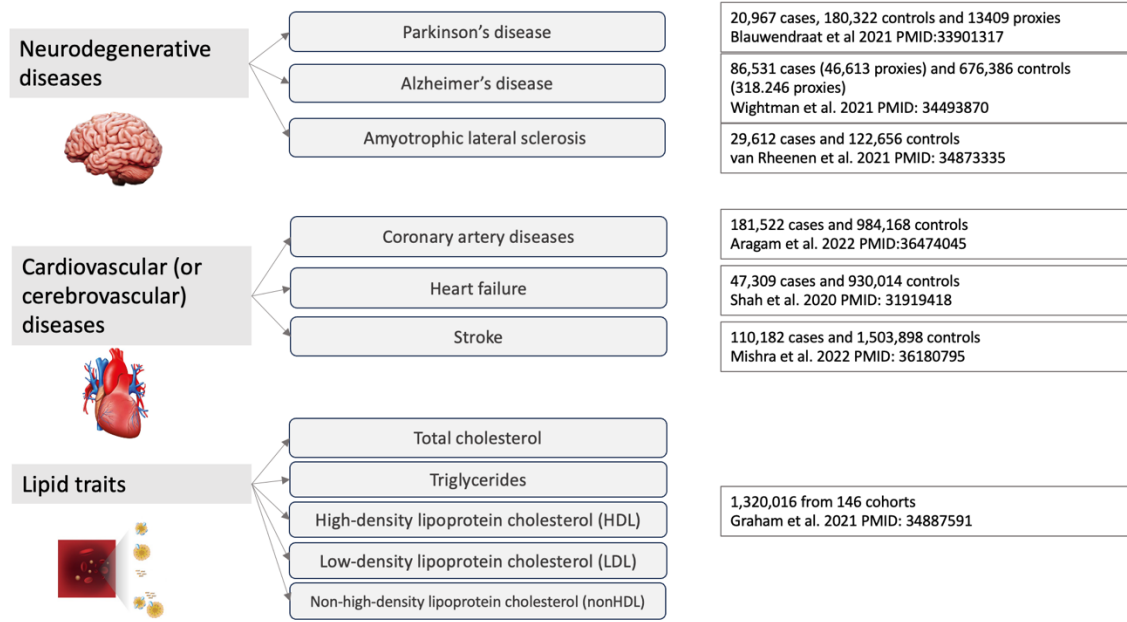 Neurodegenerative
diseases
Parkinson's disease
Alzheimer's disease
Amyotrophic lateral sclerosis
20,967 cases, 180,322 controls and 13409 proxies
Blauwendraat et al 2021 PMID:33901317
86,531 cases (46,613 proxies) and 676,386 controls
(318.246 proxies)
Wightman et al. 2021 PMID: 34493870
29,612 cases and 122,656 controls
van Rheenen et al. 2021 PMID: 34873335
Cardiovascular (or
cerebrovascular)
diseases
Coronary artery diseases
Heart failure
Stroke
181,522 cases and 984,168 controls
Aragam et al. 2022 PMID:36474045
47,309 cases and 930,014 controls
Shah et al. 2020 PMID: 31919418
110,182 cases and 1,503,898 controls
Mishra et al. 2022 PMID: 36180795
Lipid traits
Total cholesterol
Triglycerides
High-density lipoprotein cholesterol (HDL)
Low-density lipoprotein cholesterol (LDL)
Non-high-density lipoprotein cholesterol (nonHDL)
1,320,016 from 146 cohorts
Graham et al. 2021 PMID: 34887591